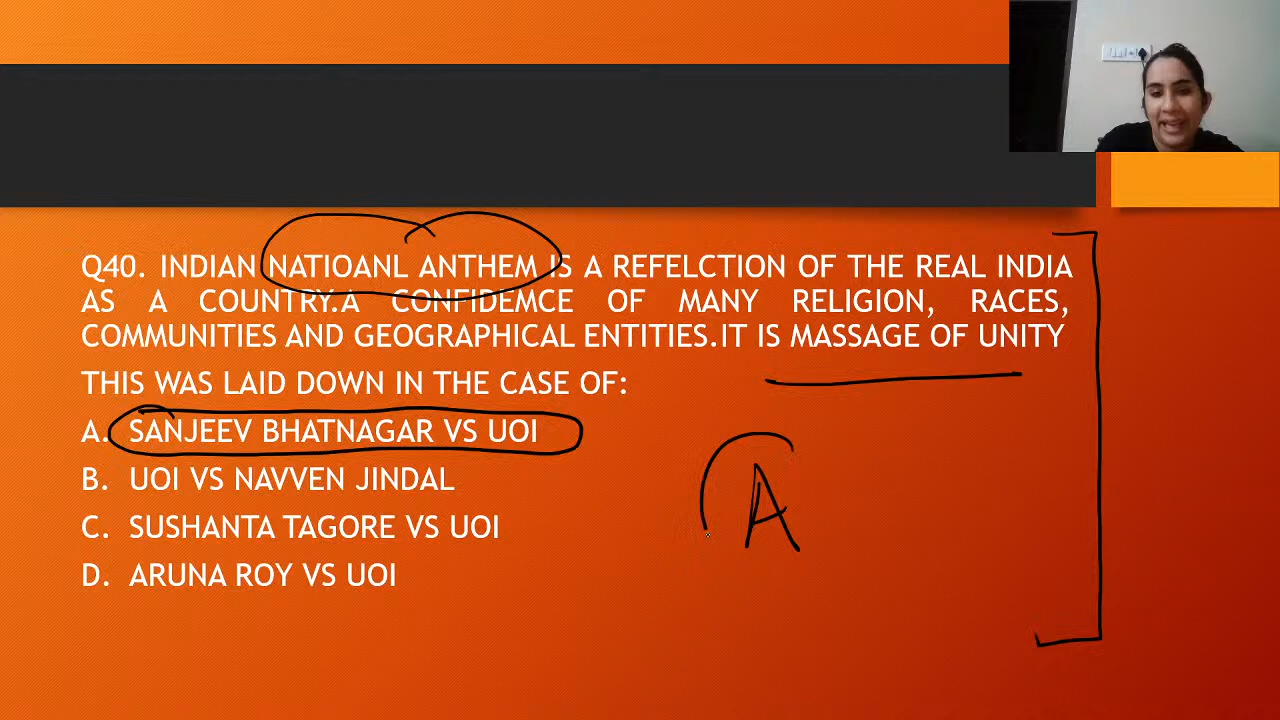 Q40. INDIAN NATIOANL ANTHEM IS A REFELCTION OF THE REAL INDIA
AS A COUNTRY.A CONFIDEMCE OF MANY RELIGION, RACES,
COMMUNITIES AND GEOGRAPHICAL ENTITIES.IT IS MASSAGE OF UNITY
THIS WAS LAID DOWN IN THE CASE OF:
A. SANJEEV BHATNAGAR VS UOI
B. UOI VS NAVVEN JINDAL
C. SUSHANTA TAGORE VS UOI
D. ARUNA ROY VS UOI
A